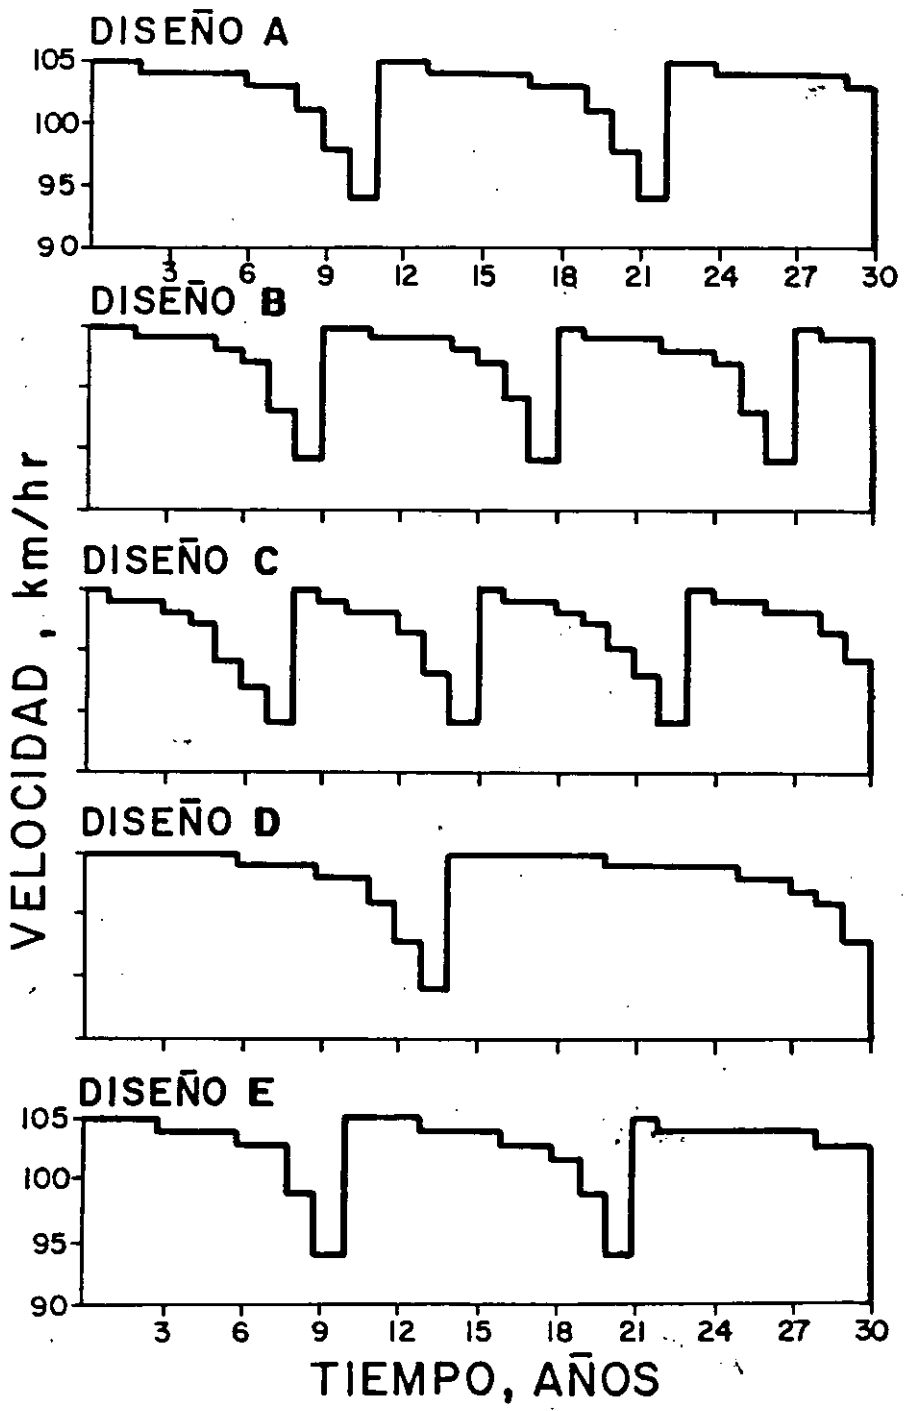 DISEÑO A
105
100
95
90
3 6 9 12 15 18 21 24 27 30
DISEÑO B
DISEÑO C
DISEÑO D
DISEÑO E
105
100
95
90
3 6 9 12 15 18 21 24 27 30
VELOCIDAD, km/hr
TIEMPO, AÑOS